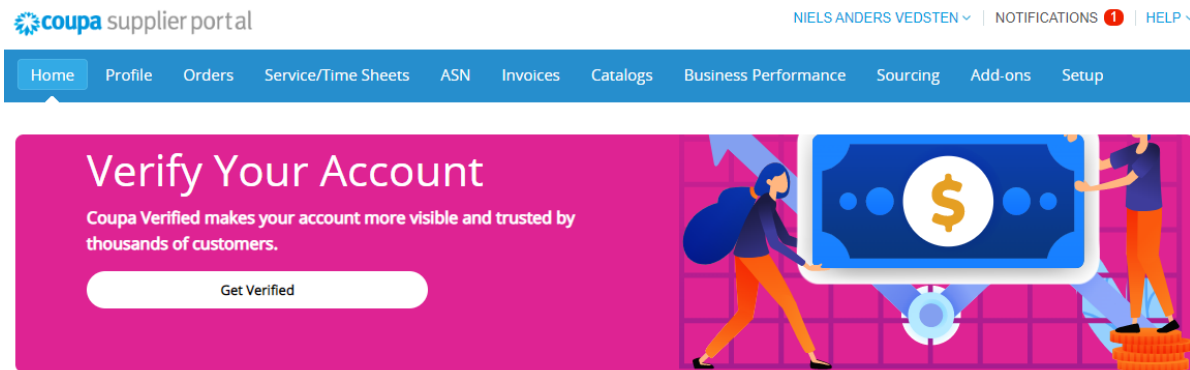 coupa supplier portal
NIELS ANDERS VEDSTEN NOTIFICATIONS 1 HELP
Home Profile Orders Service/Time Sheets ASN Invoices Catalogs Business Performance Sourcing Add-ons Setup
Verify Your Account
Coupa Verified makes your account more visible and trusted by
thousands of customers.
Get Verified
$